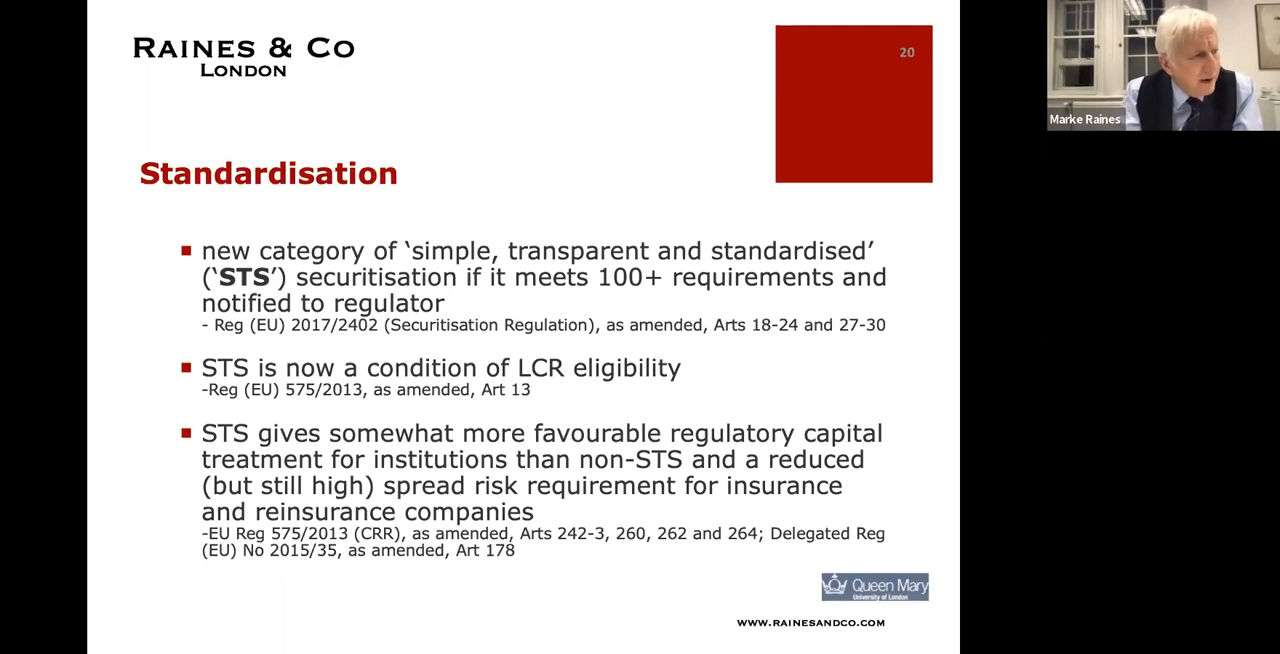 RAINES & CO
LONDON
20
Marke Raines
Standardisation
new category of ‘simple, transparent and standardised’
(‘STS’) securitisation if it meets 100+ requirements and
notified to regulator
- Reg (EU) 2017/2402 (Securitisation Regulation), as amended, Arts 18-24 and 27-30
STS is now a condition of LCR eligibility
-Reg (EU) 575/2013, as amended, Art 13
STS gives somewhat more favourable regulatory capital
treatment for institutions than non-STS and a reduced
(but still high) spread risk requirement for insurance
and reinsurance companies
-EU Reg 575/2013 (CRR), as amended, Arts 242-3, 260, 262 and 264; Delegated Reg
(EU) No 2015/35, as amended, Art 178
Queen Mary
University of London
WWW.RAINESANDCO.COM